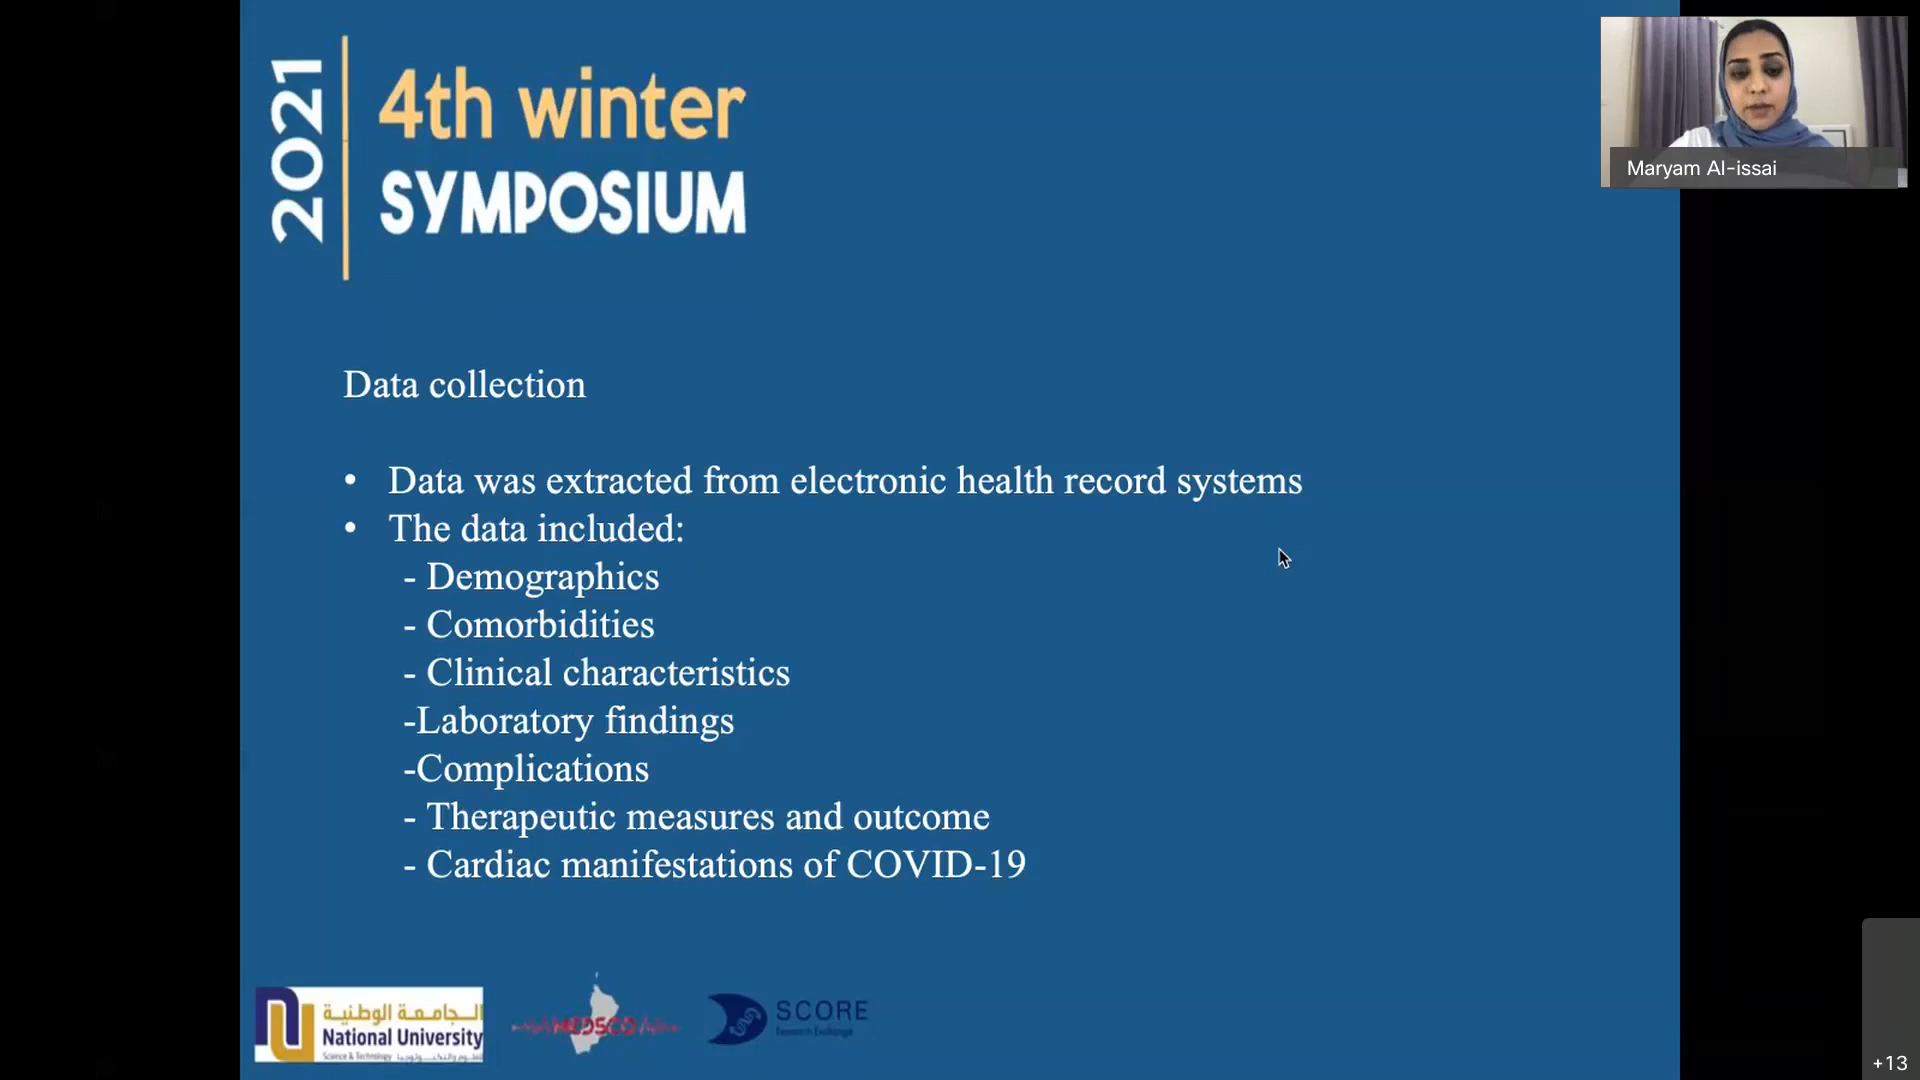 2021
4th winter
SYMPOSIUM
Maryam Al-issai
Data collection
• Data was extracted from electronic health record systems
• The data included:
- Demographics
- Comorbidities
- Clinical characteristics
-Laboratory findings
-Complications
- Therapeutic measures and outcome
- Cardiac manifestations of COVID-19
الجامعة الوطنية
National University
Science & Technology
MEDSCO
SCORE
Research Exchange
+13